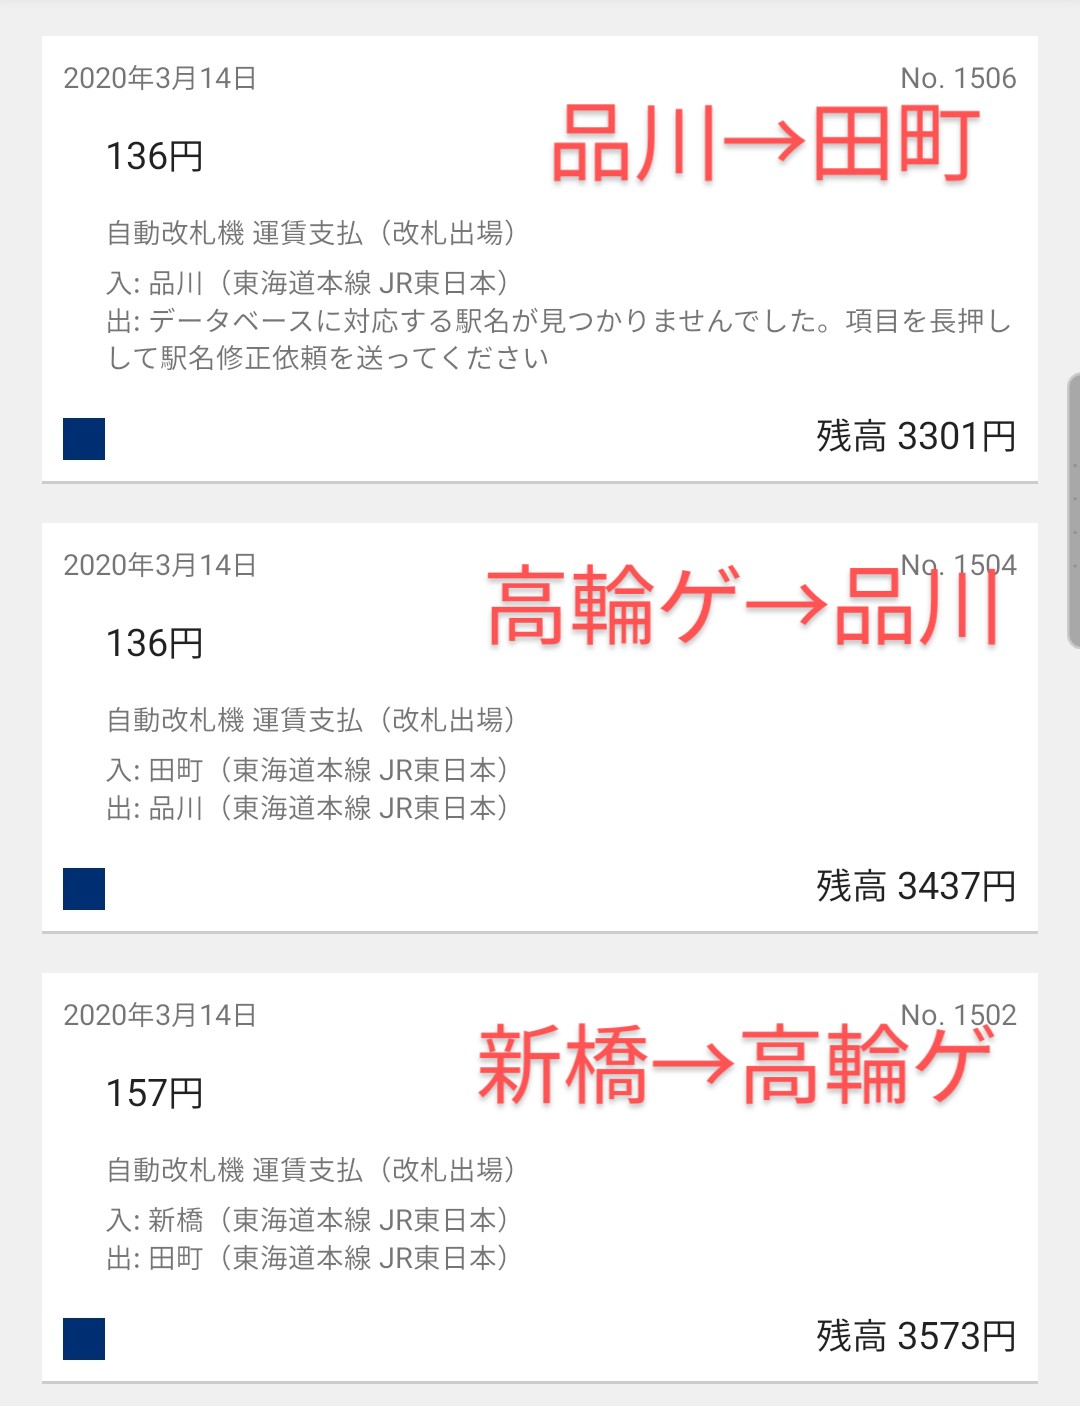 2020年3月14日
No. 1506
136円
品川→田町
自動改札機 運賃支払（改札出場）
入: 品川（東海道本線 JR東日本）
出: データベースに対応する駅名が見つかりませんでした。項目を長押し
して駅名修正依頼を送ってください
残高 3301円
2020年3月14日
No. 1504
136円
高輪ゲ→品川
自動改札機 運賃支払（改札出場）
入: 田町（東海道本線 JR東日本）
出: 品川（東海道本線 JR東日本）
残高 3437円
2020年3月14日
No. 1502
157円
新橋→高輪ゲ
自動改札機 運賃支払（改札出場）
入: 新橋（東海道本線 JR東日本）
出: 田町（東海道本線 JR東日本）
残高 3573円